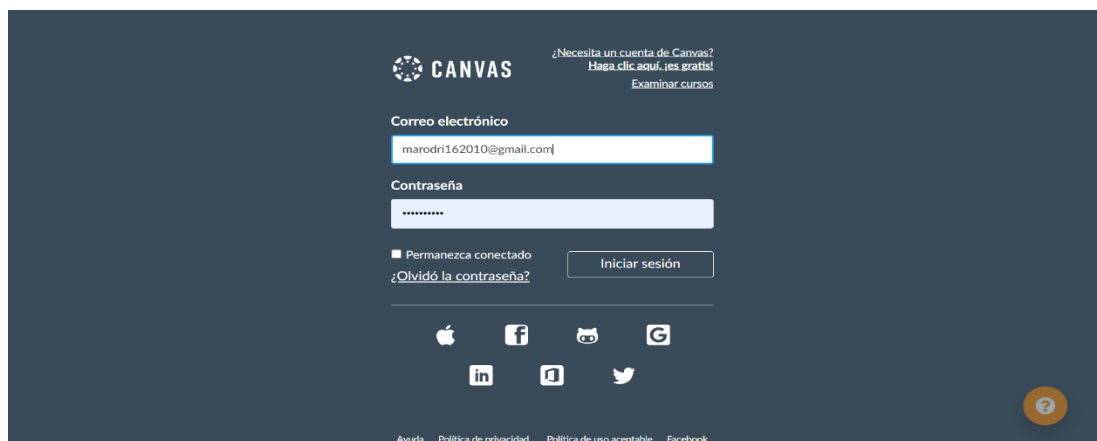 ¿Necesita un cuenta de Canvas?
Haga clic aquí, ¡es gratis!
CANVAS
Examinar cursos
Correo electrónico
marodri162010@gmail.com
Contraseña
••••••••••
Permanezca conectado
Iniciar sesión
¿Olvidó la contraseña?
Ayuda Política de privacidad Política de uso aceptable Facebook